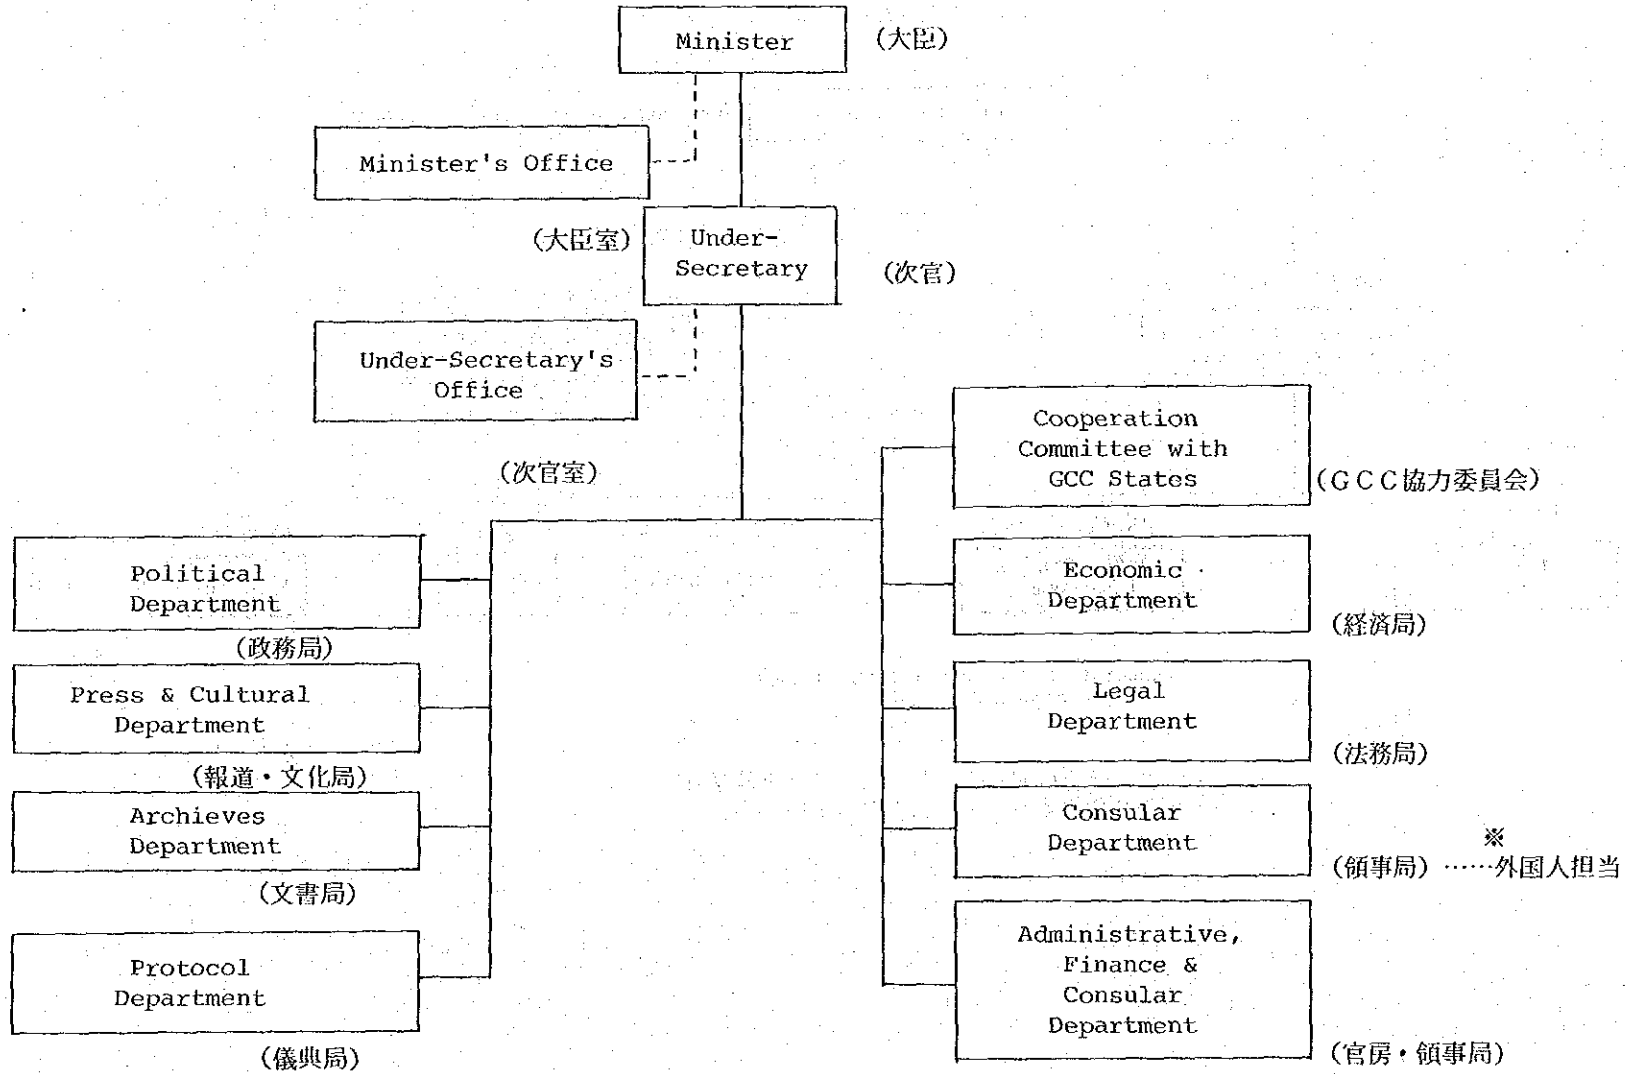 Minister
(大臣)
Minister's Office
(大臣室)
Under-
Secretary
(次官)
Under-Secretary's
Office
(次官室)
Political
Department
(政務局)
Press & Cultural
Department
(報道・文化局)
Archieves
Department
(文書局)
Protocol
Department
(儀典局)
Cooperation
Committee with
GCC States
(GCC協力委員会)
Economic
Department
(経済局)
Legal
Department
(法務局)
Consular
Department
※
(領事局)……外国人担当
Administrative,
Finance &
Consular
Department
(官房・領事局)